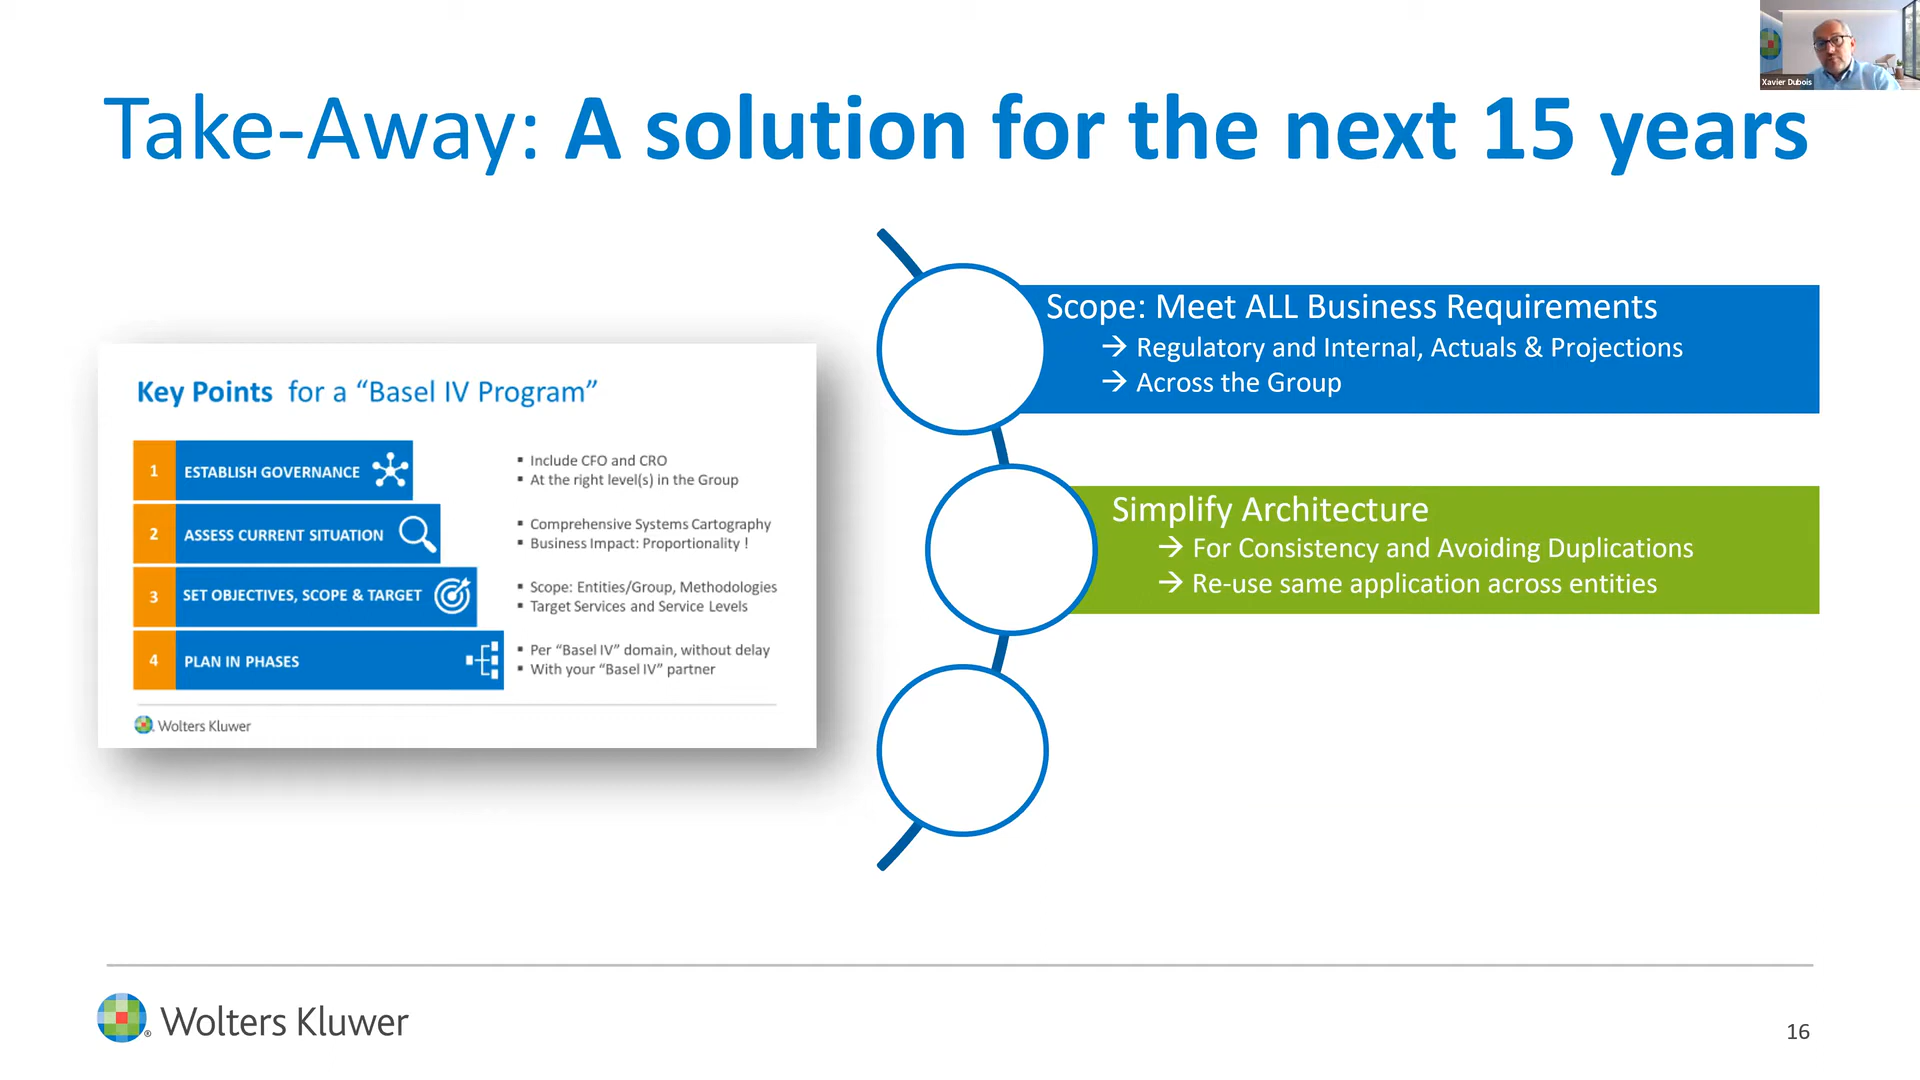 Xavier Dubois
Take-Away: A solution for the next 15 years
Key Points for a “Basel IV Program”
1 ESTABLISH GOVERNANCE
▪ Include CFO and CRO
▪ At the right level(s) in the Group
2 ASSESS CURRENT SITUATION
▪ Comprehensive Systems Cartography
▪ Business Impact: Proportionality !
3 SET OBJECTIVES, SCOPE & TARGET
▪ Scope: Entities/Group, Methodologies
▪ Target Services and Service Levels
4 PLAN IN PHASES
▪ Per “Basel IV” domain, without delay
▪ With your “Basel IV” partner
Wolters Kluwer
Scope: Meet ALL Business Requirements
→ Regulatory and Internal, Actuals & Projections
→ Across the Group
Simplify Architecture
→ For Consistency and Avoiding Duplications
→ Re-use same application across entities
® Wolters Kluwer
16